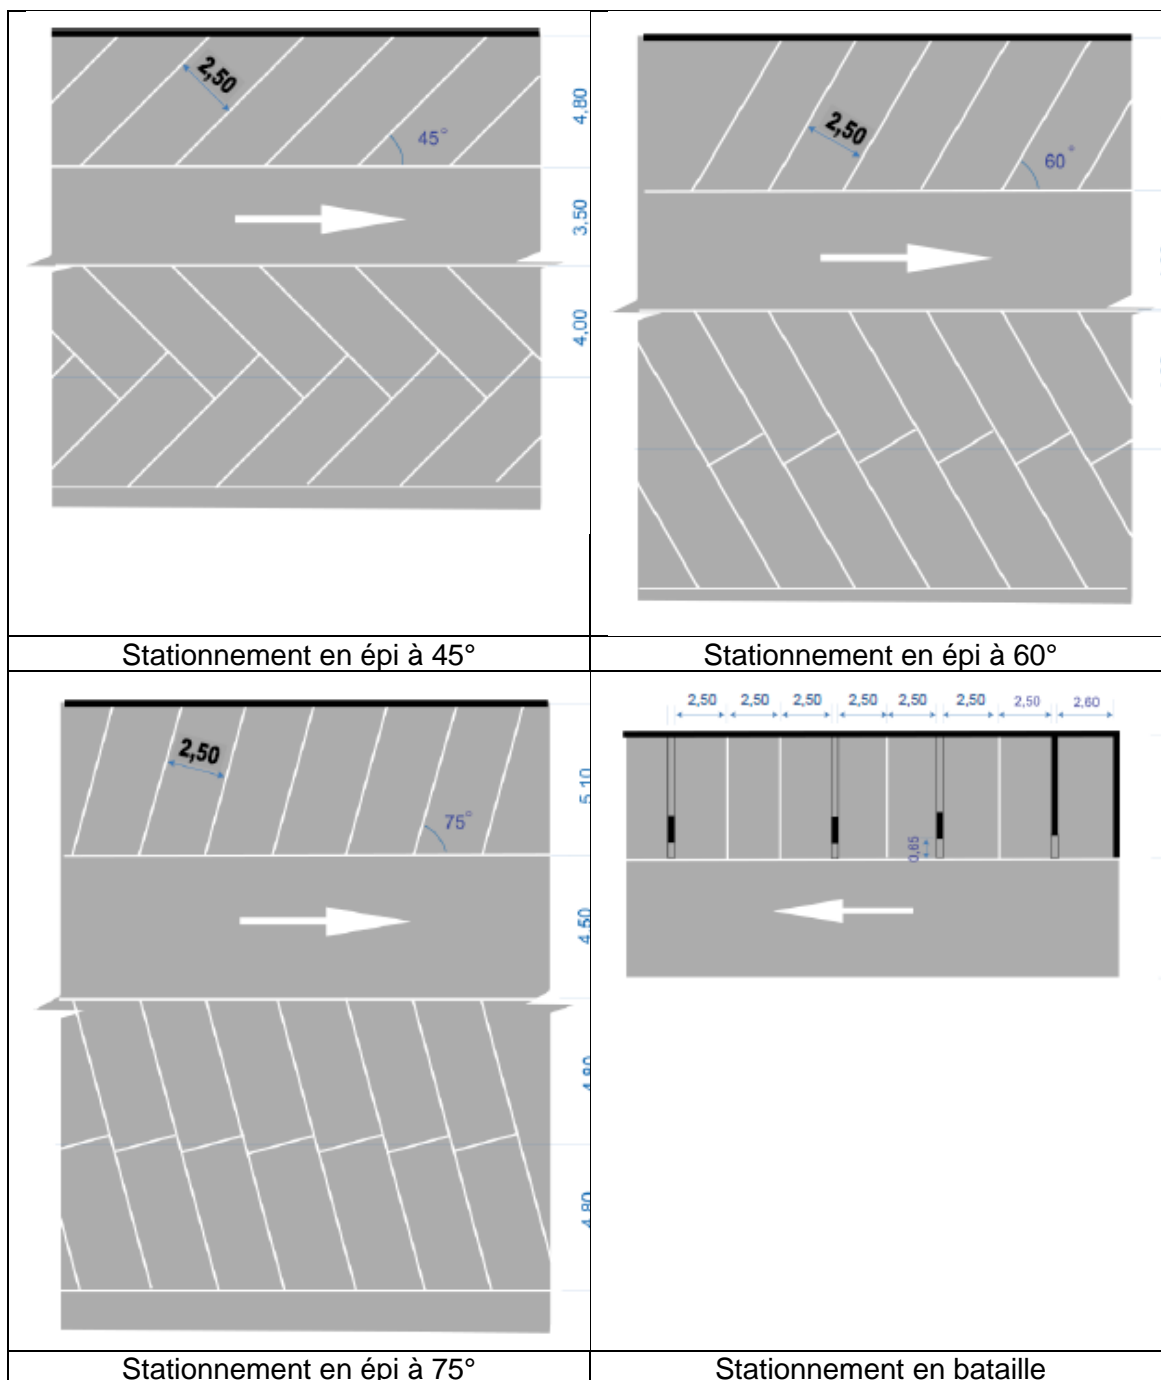 2,50
45°
4,80
3,50
4,00
Stationnement en épi à 45°
2,50
60°
Stationnement en épi à 60°
2,50
75°
5,10
4,50
4,80
4,80
Stationnement en épi à 75°
2,50 2,50 2,50 2,50 2,50 2,50 2,50 2,60
0,65
Stationnement en bataille